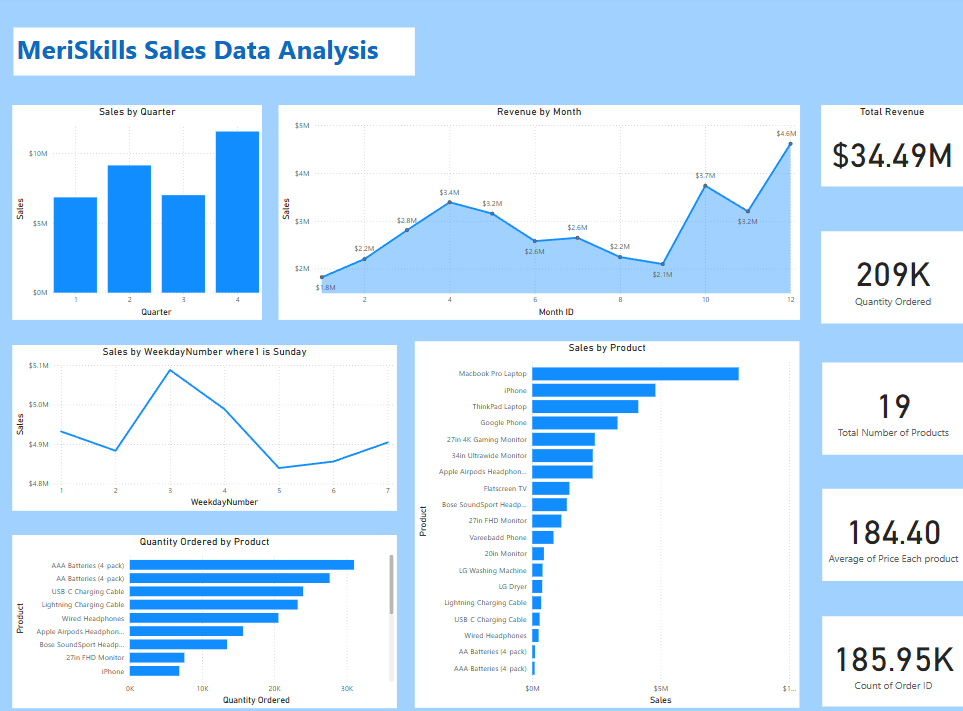 MeriSkills Sales Data Analysis
Sales by Quarter
Sales
$10M
$5M
$0M
1 2 3 4
Quarter
Revenue by Month
Sales
$5M
$4M
$3M
$2M
$1.8M
$2.2M
$2.8M
$3.4M
$3.2M
$2.6M
$2.6M
$2.2M
$2.1M
$3.7M
$3.2M
$4.6M
2 4 6 8 10 12
Month ID
Total Revenue
$34.49M
209K
Quantity Ordered
19
Total Number of Products
184.40
Average of Price Each product
185.95K
Count of Order ID
Sales by WeekdayNumber where1 is Sunday
Sales
$5.1M
$5.0M
$4.9M
$4.8M
1 2 3 4 5 6 7
WeekdayNumber
Sales by Product
Product
Macbook Pro Laptop
iPhone
ThinkPad Laptop
Google Phone
27in 4K Gaming Monitor
34in Ultrawide Monitor
Apple Airpods Headphon...
Flatscreen TV
Bose SoundSport Headp...
27in FHD Monitor
Vareebadd Phone
20in Monitor
LG Washing Machine
LG Dryer
Lightning Charging Cable
USB-C Charging Cable
Wired Headphones
AA Batteries (4-pack)
AAA Batteries (4-pack)
$0M $5M $1...
Sales
Quantity Ordered by Product
Product
AAA Batteries (4-pack)
AA Batteries (4-pack)
USB-C Charging Cable
Lightning Charging Cable
Wired Headphones
Apple Airpods Headphon...
Bose SoundSport Headp...
27in FHD Monitor
iPhone
0K 10K 20K 30K
Quantity Ordered